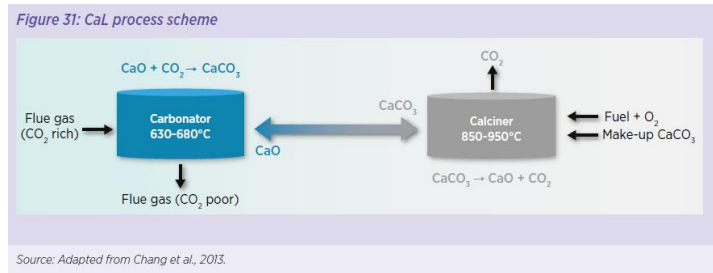 Figure 31: CaL process scheme
CO₂
CaO + CO₂→ CaCO₃
Flue gas
(CO₂ rich)
Carbonator
630-680°C
CaCO₃
CaO
Calciner
850-950°C
Fuel + O₂
Make-up CaCO₃
CaCO₃ → CaO + CO₂
Flue gas (CO₂ poor)
Source: Adapted from Chang et al., 2013.